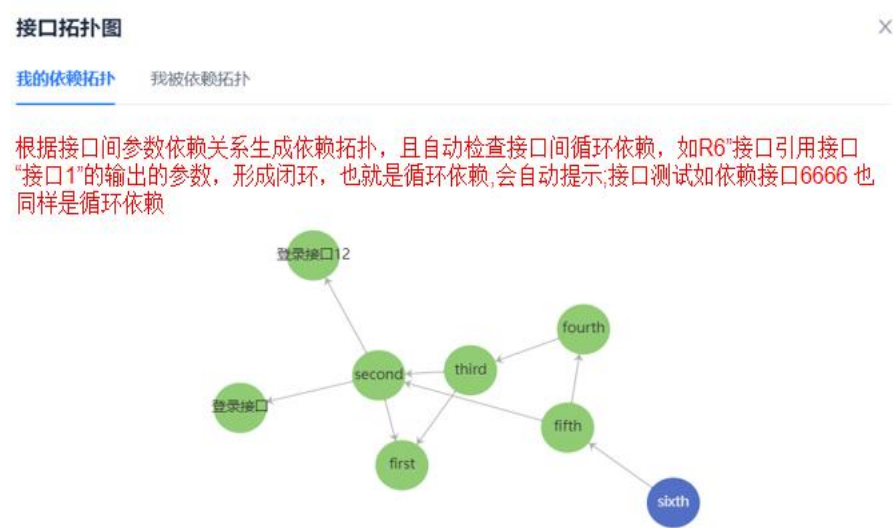 接口拓扑图
我的依赖拓扑 我被依赖拓扑
根据接口间参数依赖关系生成依赖拓扑，且自动检查接口间循环依赖，如R6”接口引用接口
“接口1”的输出的参数，形成闭环，也就是循环依赖,会自动提示;接口测试如依赖接口6666 也
同样是循环依赖
登录接口12
fourth
second
third
登录接口
fifth
first
sixth